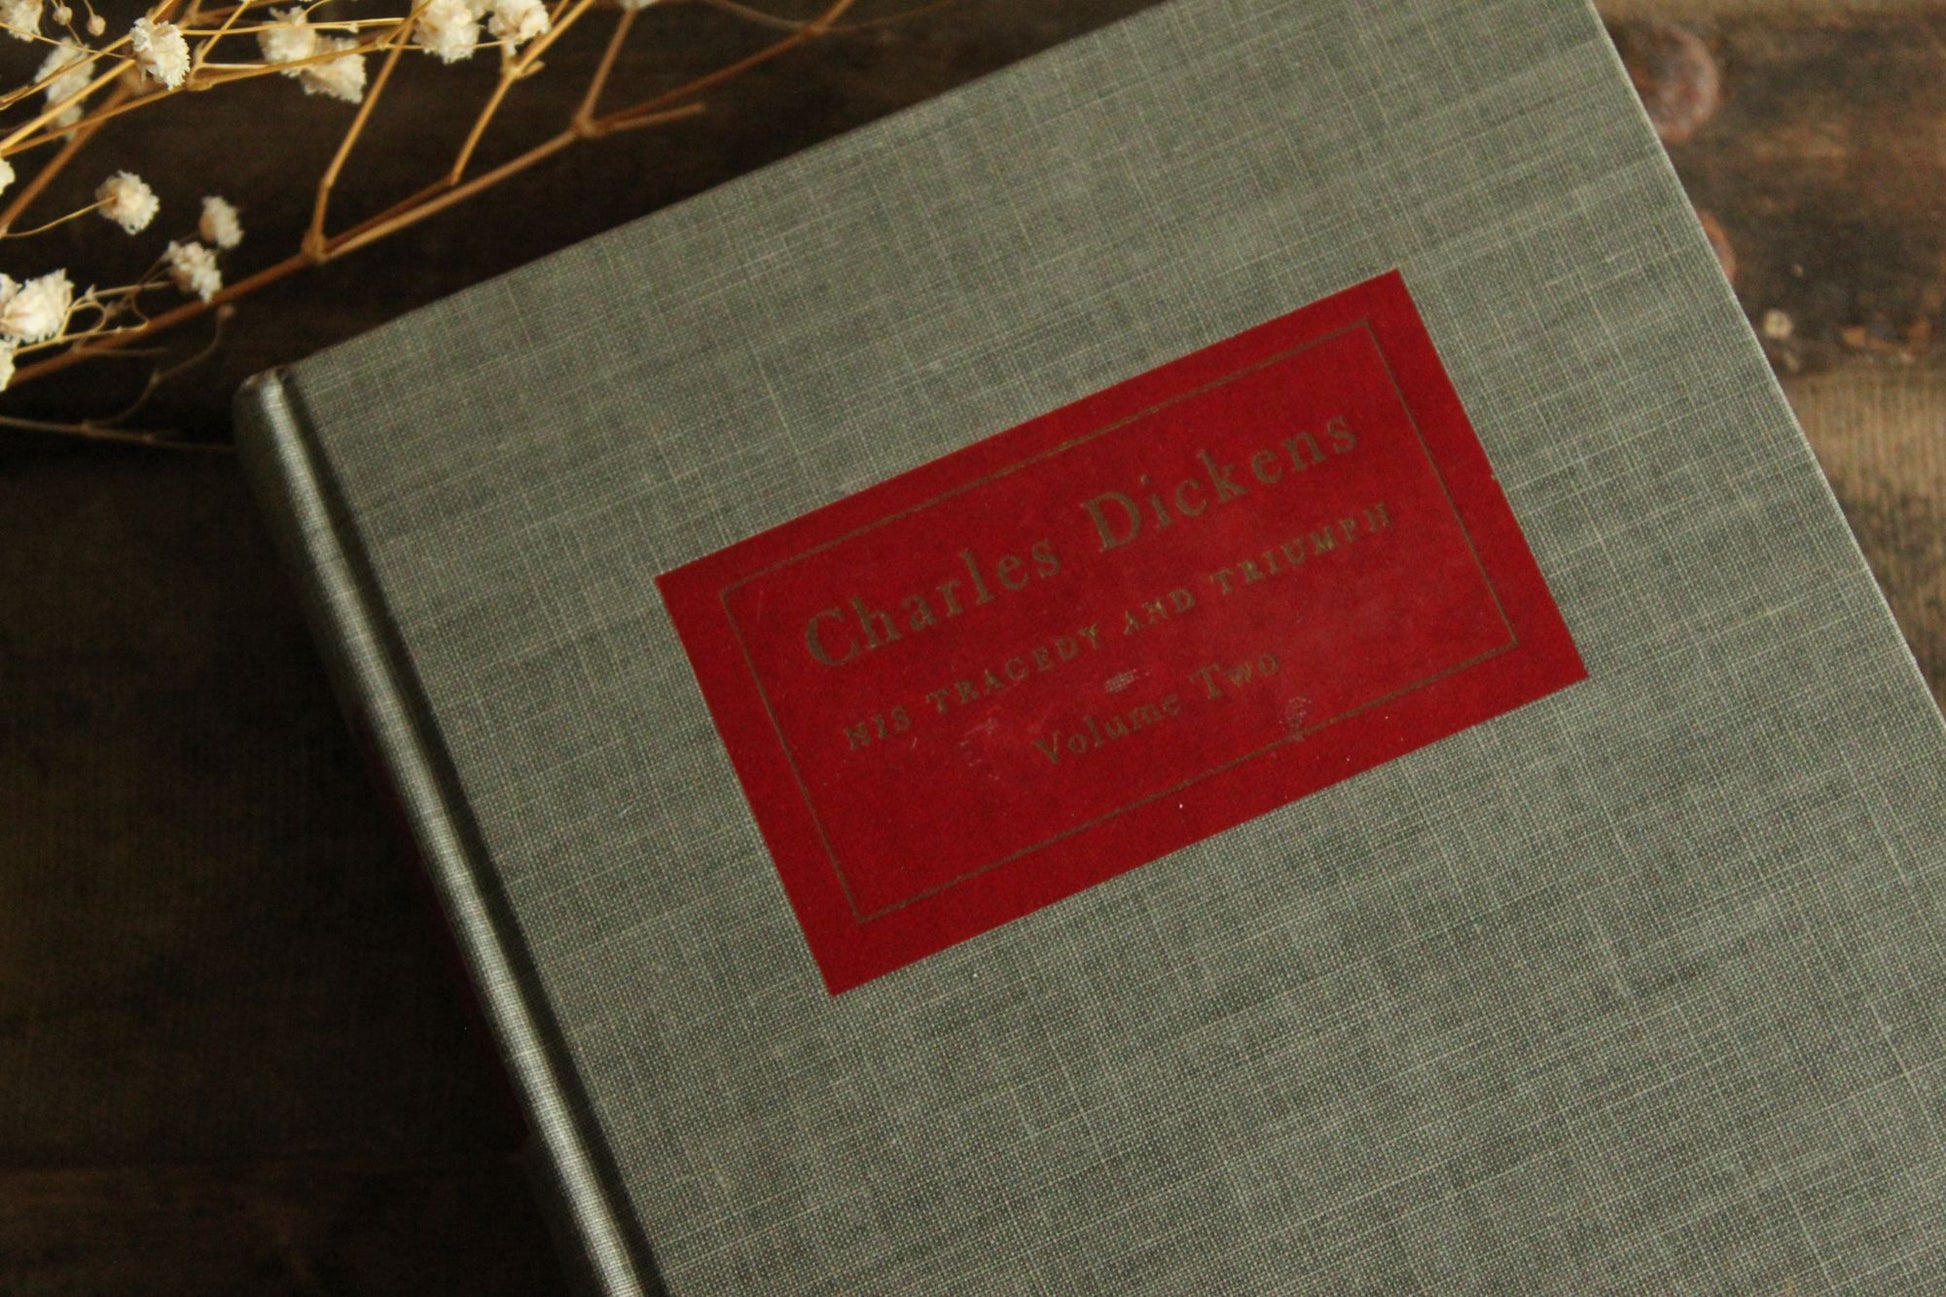 Charles Dickens
HIS TRAGEDY AND TRIUMPH
Volume Two